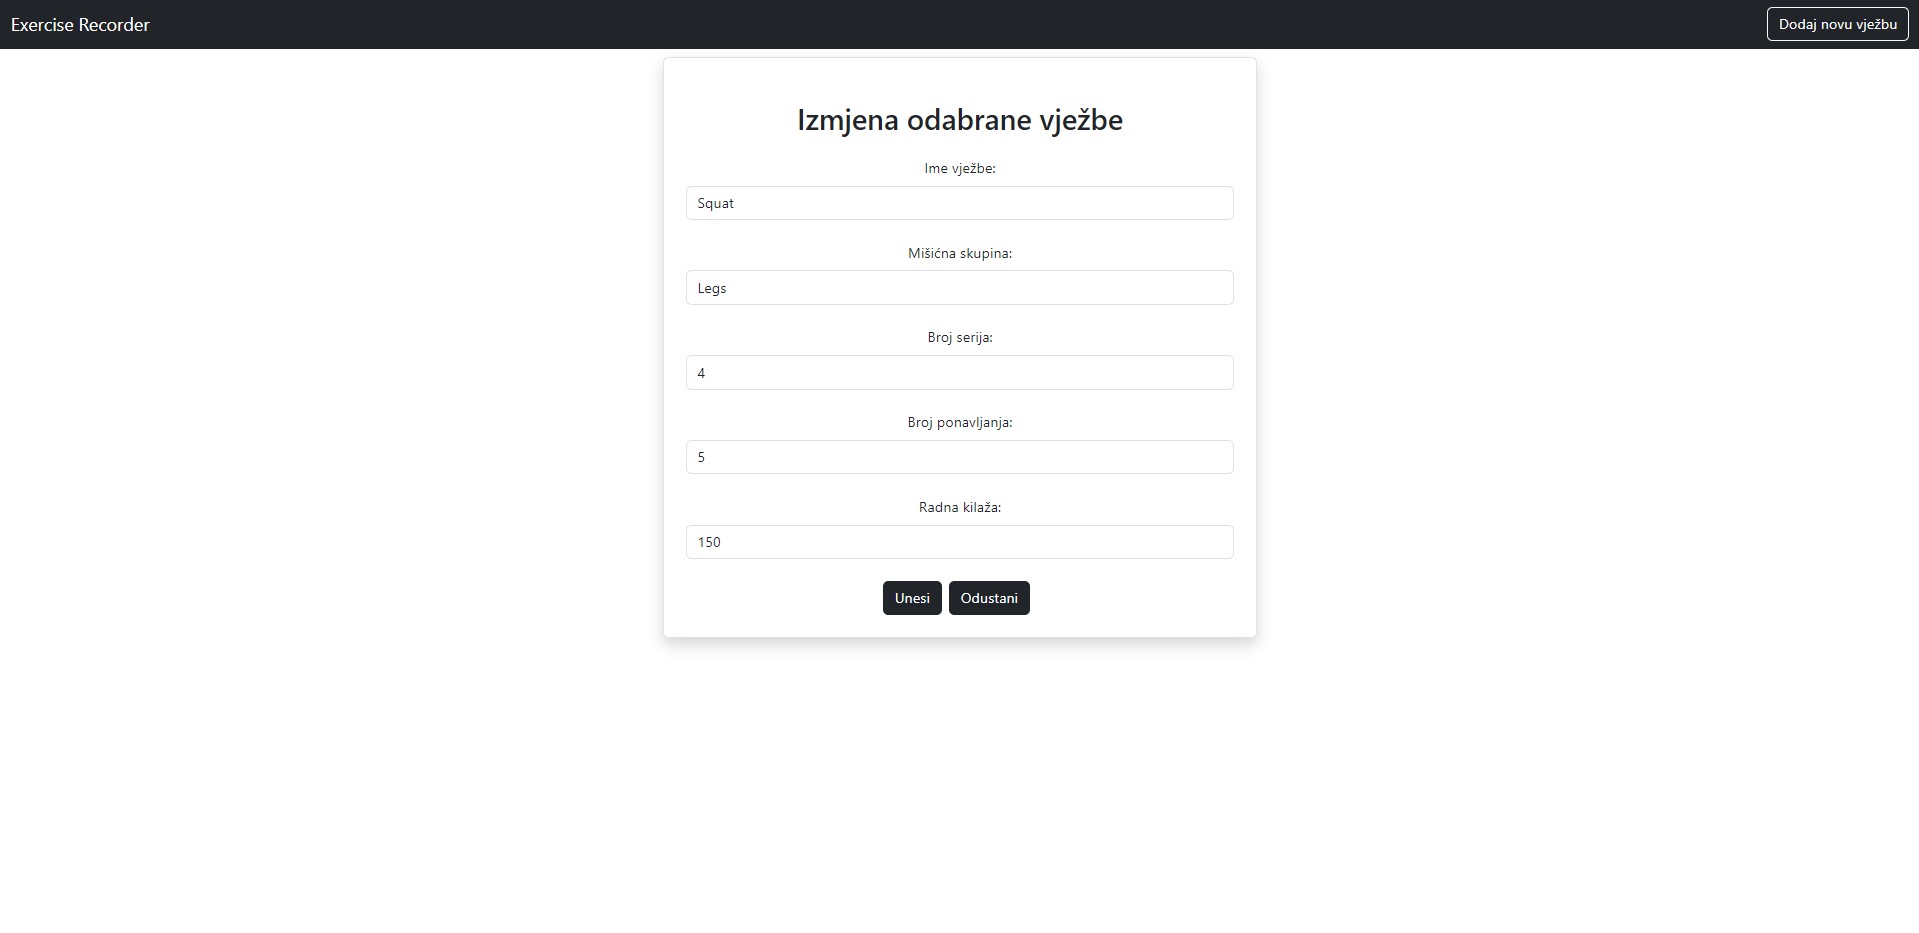 Exercise Recorder
Dodaj novu vježbu
Izmjena odabrane vježbe
Ime vježbe:
Squat
Mišićna skupina:
Legs
Broj serija:
4
Broj ponavljanja:
5
Radna kilaža:
150
Unesi
Odustani